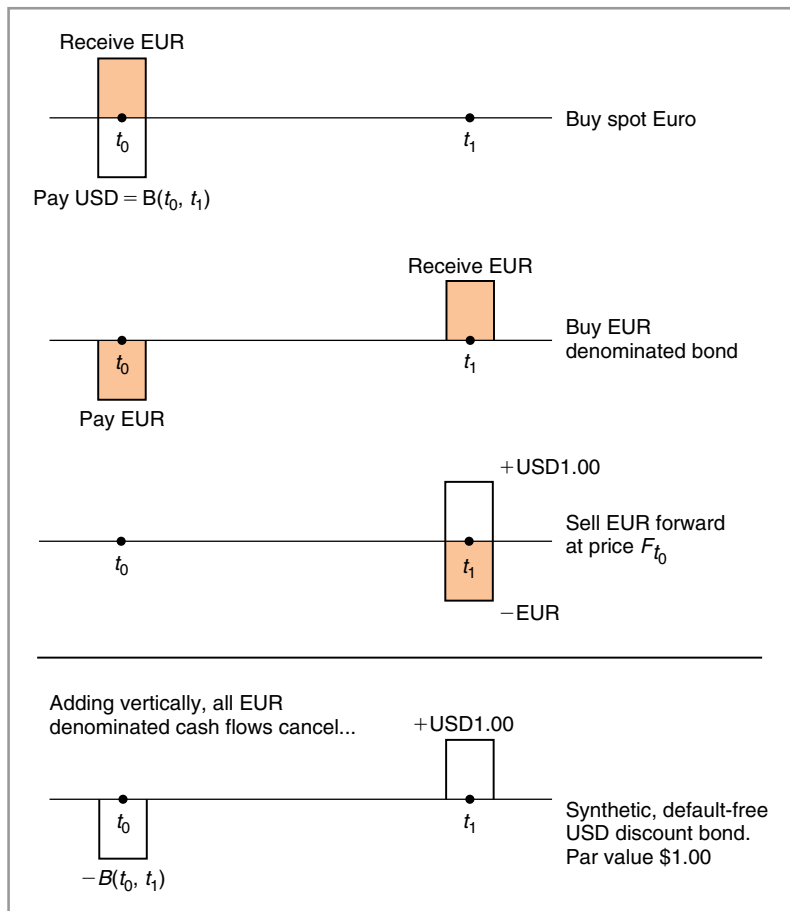 Receive EUR
t0
t1
Buy spot Euro
Pay USD = B(t0, t1)
Receive EUR
t0
t1
Buy EUR
denominated bond
Pay EUR
+USD1.00
t0
t1
Sell EUR forward
at price Ft0
−EUR
Adding vertically, all EUR
denominated cash flows cancel...
+USD1.00
t0
t1
Synthetic, default-free
USD discount bond.
Par value $1.00
−B(t0, t1)